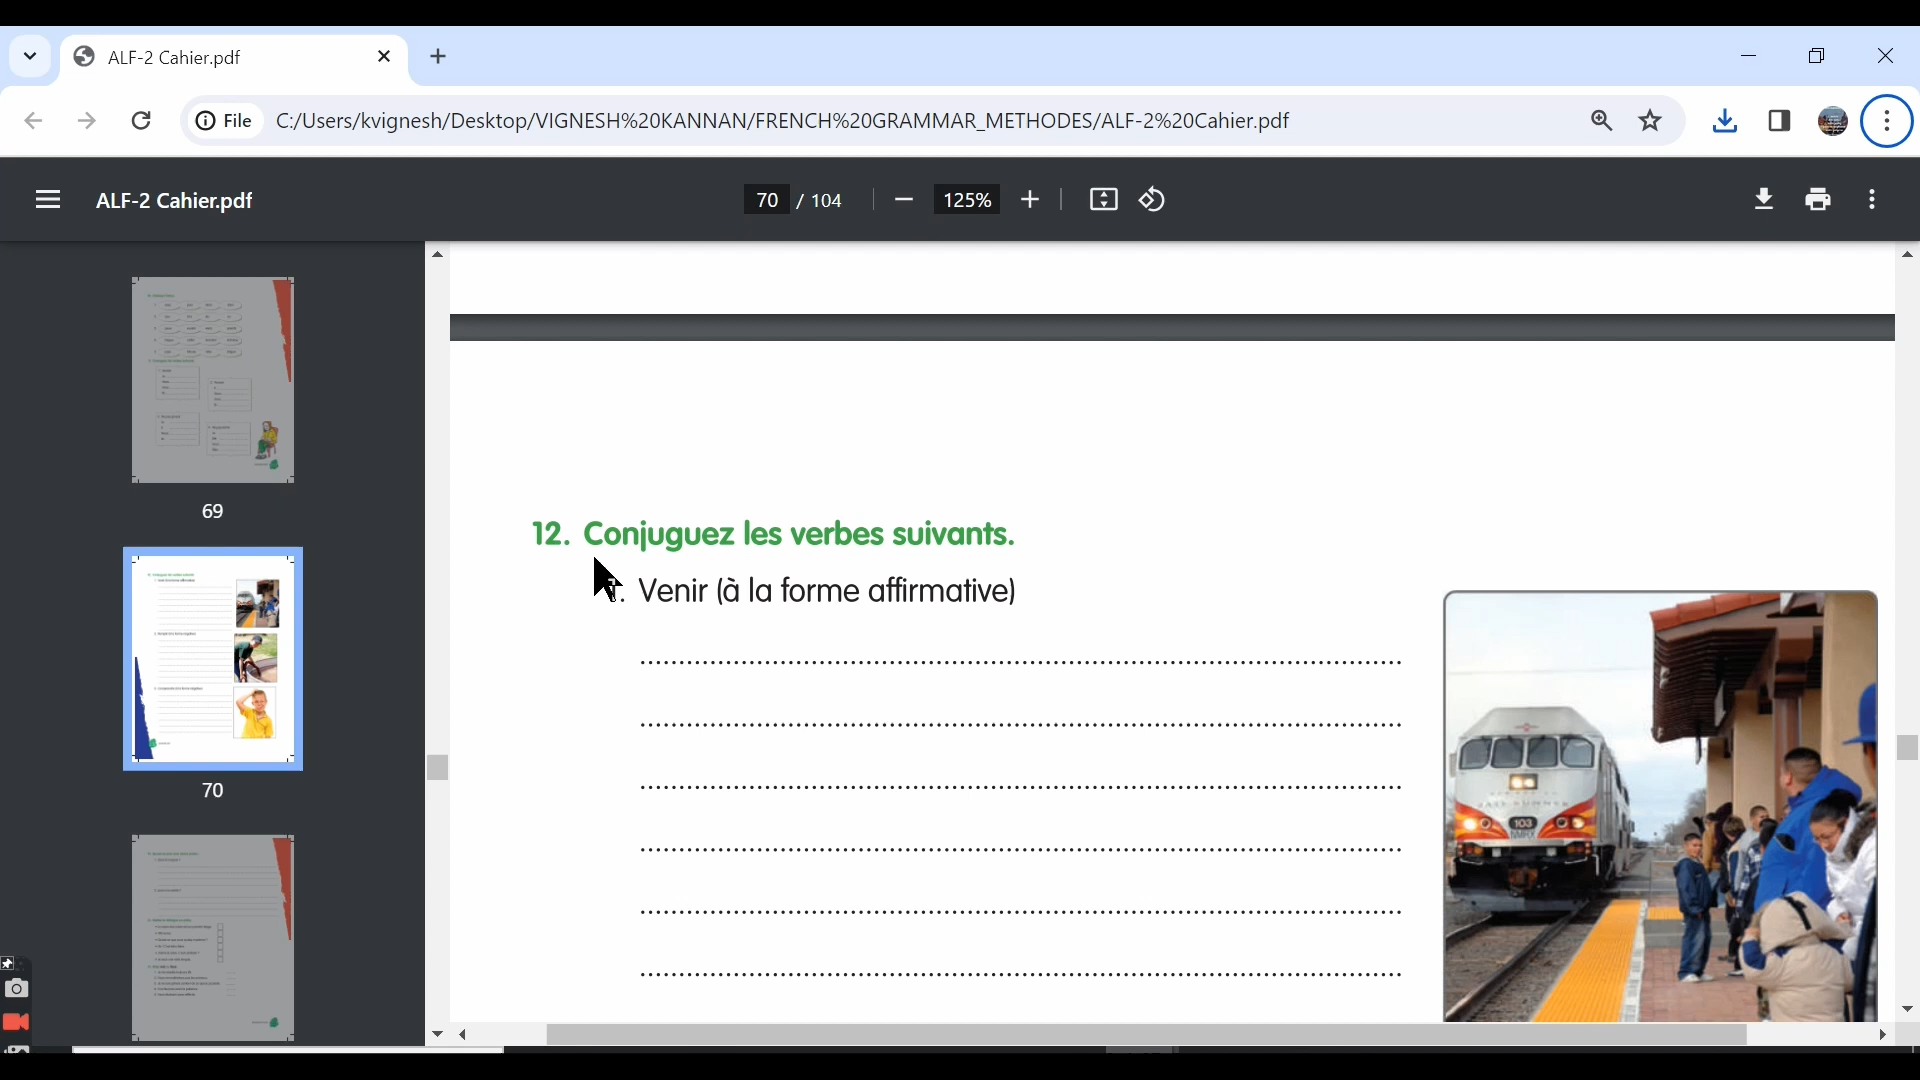 ALF-2 Cahier.pdf
File
C:/Users/kvignesh/Desktop/VIGNESH%20KANNAN/FRENCH%20GRAMMAR_METHODES/ALF-2%20Cahier.pdf
ALF-2 Cahier.pdf
70 / 104
125%
69
70
12. Conjuguez les verbes suivants.
1. Venir (à la forme affirmative)
103